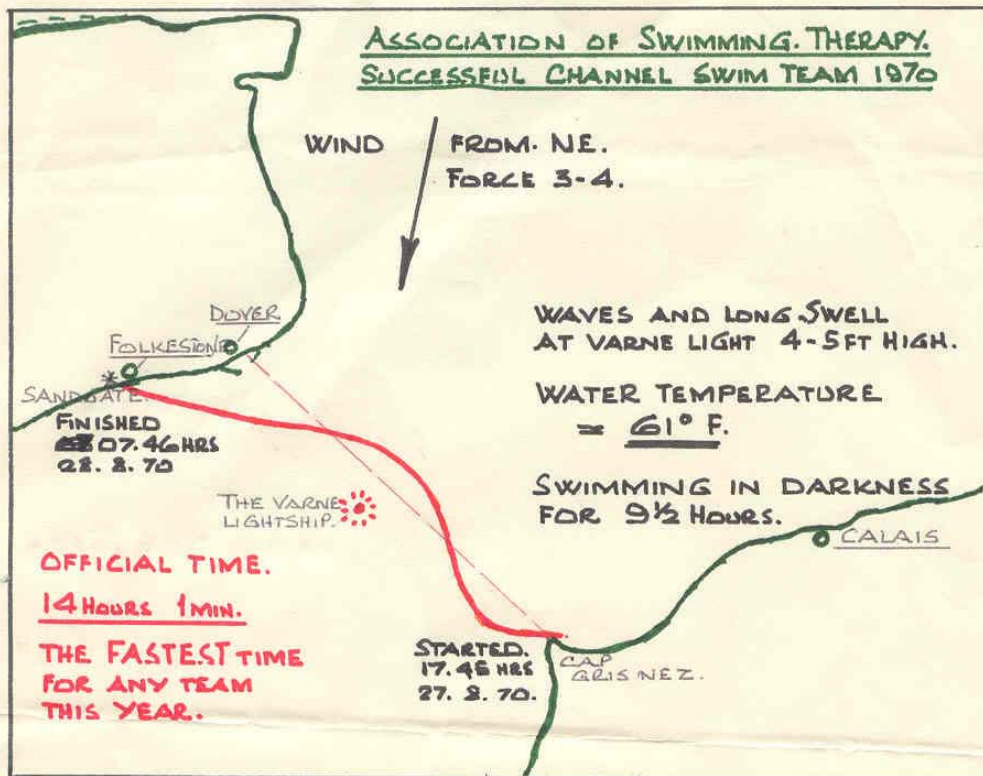 ASSOCIATION OF SWIMMING. THERAPY.
SUCCESSFUL CHANNEL SWIM TEAM 1970
WIND FROM. NE.
FORCE 3-4.
DOVER
FOLKESTONE
SANDGATE.
FINISHED
07.46 HRS
28. 8. 70
WAVES AND LONG SWELL
AT VARNE LIGHT 4-5FT HIGH.
WATER TEMPERATURE
= 61° F.
SWIMMING IN DARKNESS
FOR 9½ HOURS.
THE VARNE
LIGHTSHIP.
CALAIS
OFFICIAL TIME.
14 HOURS 1 MIN.
THE FASTEST TIME
FOR ANY TEAM
THIS YEAR.
STARTED.
17.45 HRS
27. 8. 70.
CAP
GRIS NEZ.